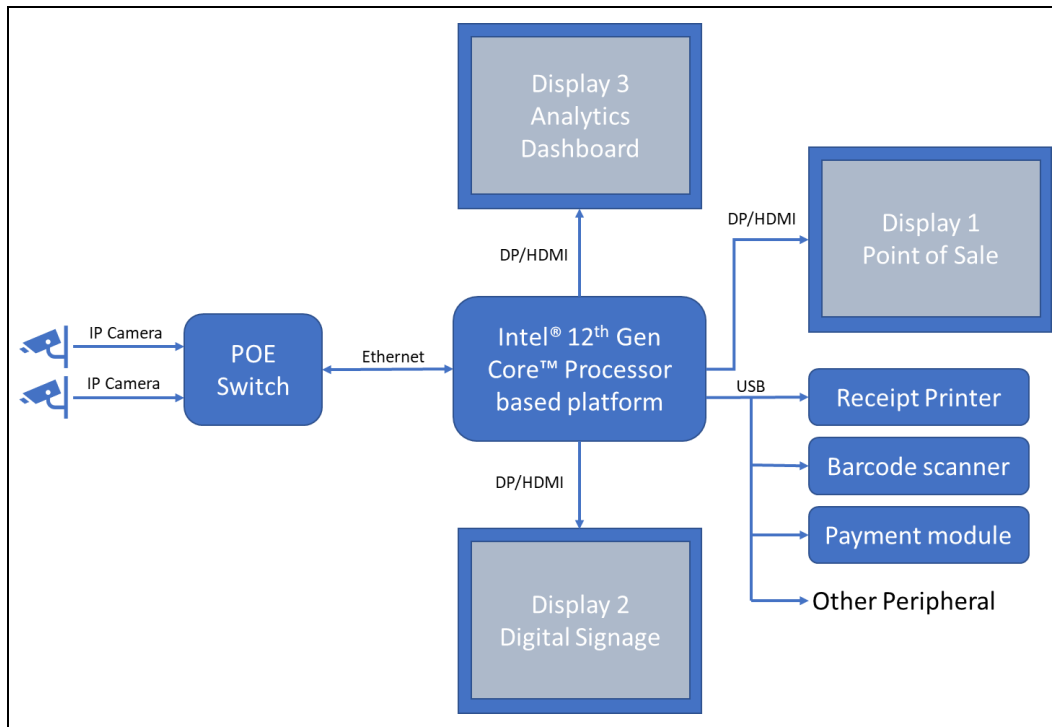 Display 3
Analytics
Dashboard
DP/HDMI
Display 1
Point of Sale
DP/HDMI
IP Camera
IP Camera
POE
Switch
Ethernet
Intel® 12th Gen
Core™ Processor
based platform
USB
Receipt Printer
Barcode scanner
Payment module
Other Peripheral
DP/HDMI
Display 2
Digital Signage